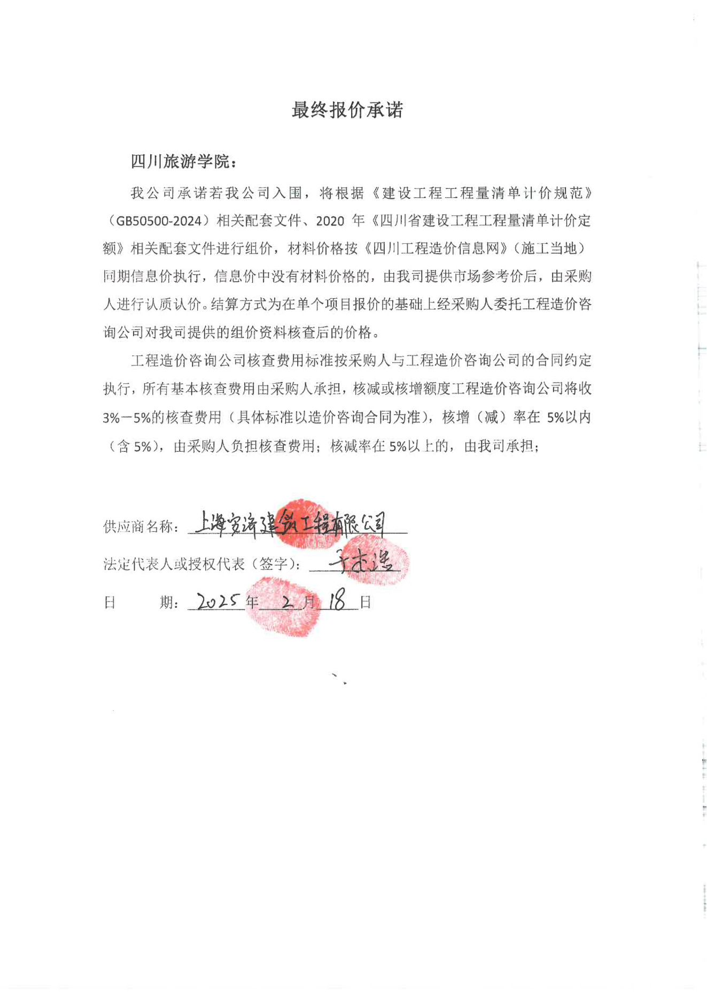 最终报价承诺
四川旅游学院：
我公司承诺若我公司入围，将根据《建设工程工程量清单计价规范》
（GB50500-2024）相关配套文件、2020 年《四川省建设工程工程量清单计价定
额》相关配套文件进行组价，材料价格按《四川工程造价信息网》（施工当地）
同期信息价执行，信息价中没有材料价格的，由我司提供市场参考价后，由采购
人进行认质认价。结算方式为在单个项目报价的基础上经采购人委托工程造价咨
询公司对我司提供的组价资料核查后的价格。
工程造价咨询公司核查费用标准按采购人与工程造价咨询公司的合同约定
执行，所有基本核查费用由采购人承担，核减或核增额度工程造价咨询公司将收
3%－5%的核查费用（具体标准以造价咨询合同为准），核增（减）率在 5%以内
（含 5%），由采购人负担核查费用；核减率在 5%以上的，由我司承担；
供应商名称：上海安济建筑工程有限公司
法定代表人或授权代表（签字）：
日 期：2025 年 2 月 18 日